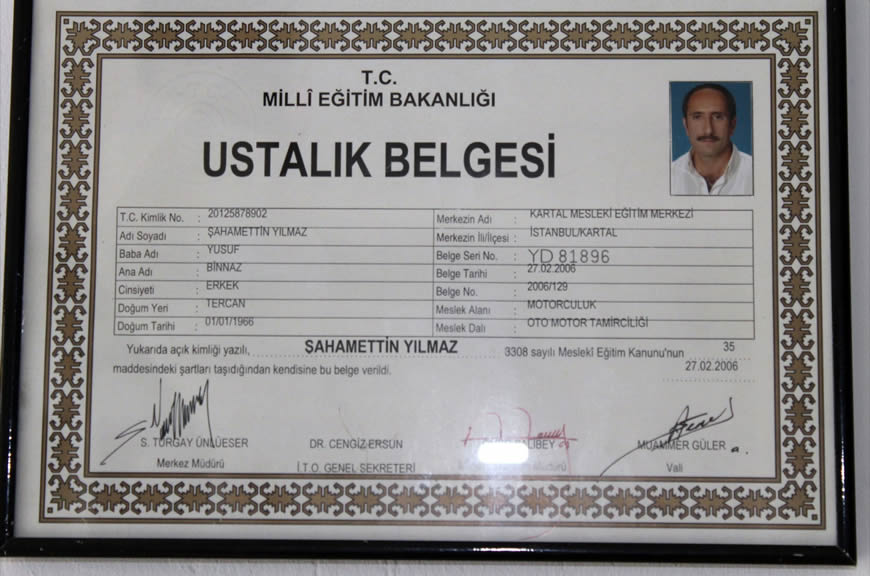 T.C.
MİLLÎ EĞİTİM BAKANLIĞI
USTALIK BELGESİ
T.C. Kimlik No. : 20125878902
Adı Soyadı : ŞAHAMETTİN YILMAZ
Baba Adı : YUSUF
Ana Adı : BİNNAZ
Cinsiyeti : ERKEK
Doğum Yeri : TERCAN
Doğum Tarihi : 01/01/1966
Merkezin Adı : KARTAL MESLEKİ EĞİTİM MERKEZİ
Merkezin İli/İlçesi : İSTANBUL/KARTAL
Belge Seri No. : YD 81896
Belge Tarihi : 27.02.2006
Belge No. : 2006/129
Meslek Alanı : MOTORCULUK
Meslek Dalı : OTO MOTOR TAMİRCİLİĞİ
Yukarıda açık kimliği yazılı, ŞAHAMETTİN YILMAZ 3308 sayılı Meslekî Eğitim Kanunu'nun 35
maddesindeki şartları taşıdığından kendisine bu belge verildi. 27.02.2006
S. TURGAY ÜNLÜESER
Merkez Müdürü
DR. CENGİZ ERSUN
İ.T.O. GENEL SEKRETERİ
Müdürü
MUAMMER GÜLER
Vali